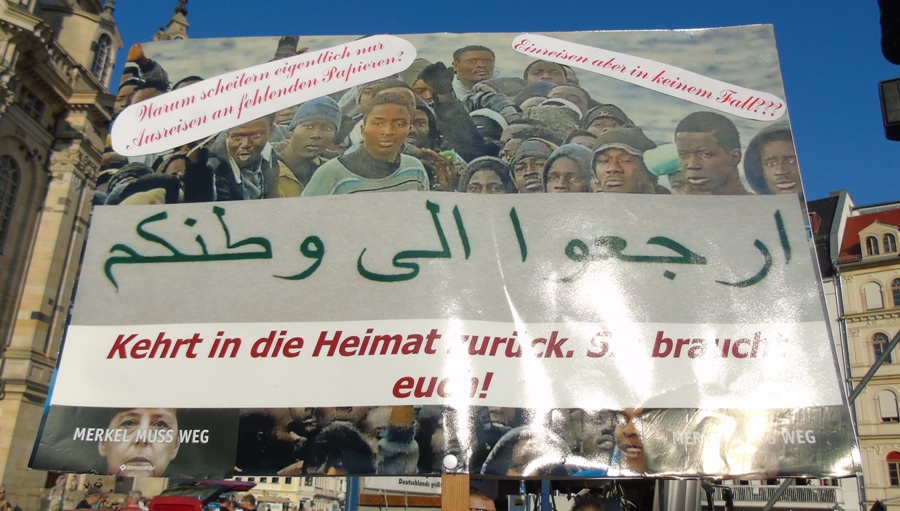 Warum scheitern eigentlich nur
Ausreisen an fehlenden Papieren?
Einreisen aber in keinem Fall???
ارجعوا الى وطنكم
Kehrt in die Heimat zurück. Sie braucht
euch!
MERKEL MUSS WEG
MERKEL MUSS WEG